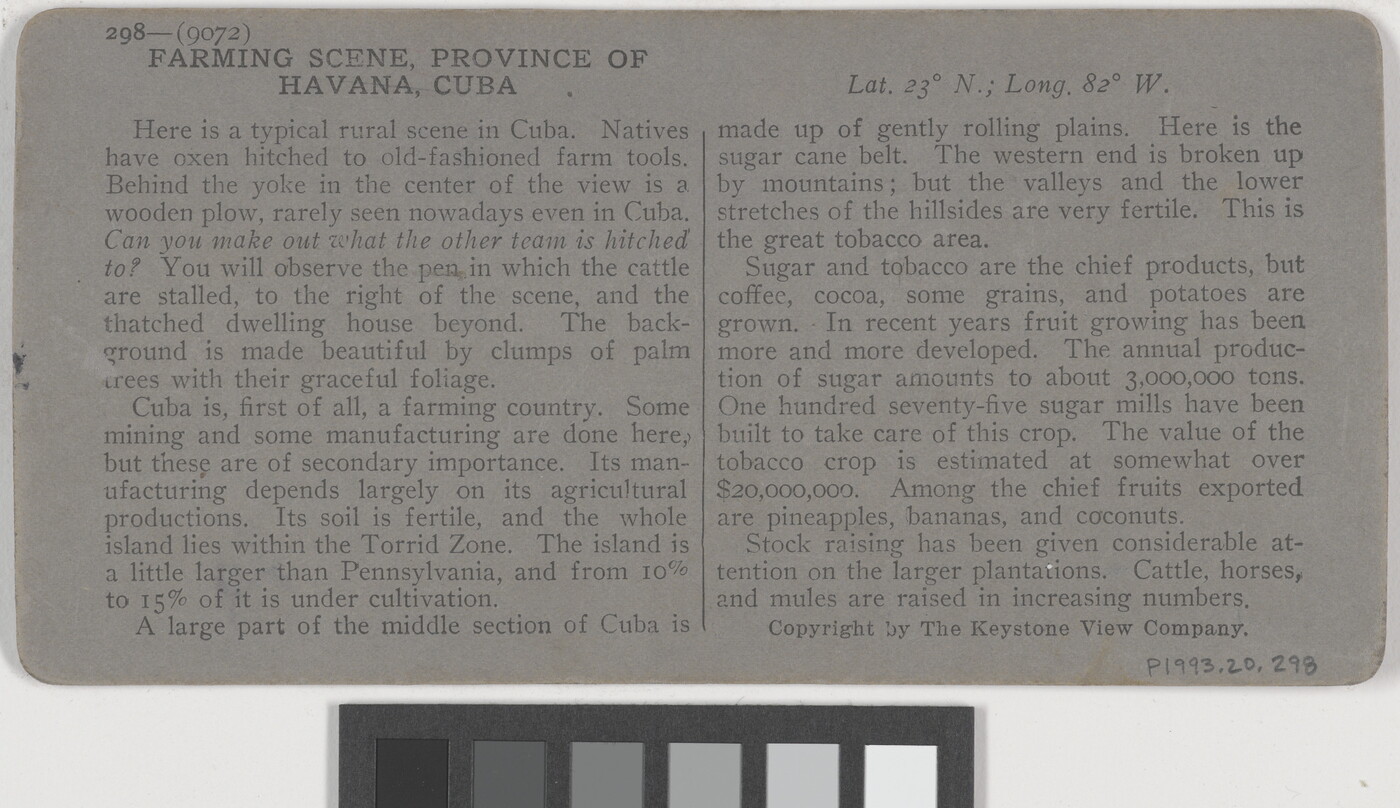 298—(9072)
FARMING SCENE, PROVINCE OF
HAVANA, CUBA
Here is a typical rural scene in Cuba. Natives
have oxen hitched to old-fashioned farm tools.
Behind the yoke in the center of the view is a
wooden plow, rarely seen nowadays even in Cuba.
Can you make out what the other team is hitched
to? You will observe the pen in which the cattle
are stalled, to the right of the scene, and the
thatched dwelling house beyond. The back-
ground is made beautiful by clumps of palm
trees with their graceful foliage.
Cuba is, first of all, a farming country. Some
mining and some manufacturing are done here,
but these are of secondary importance. Its man-
ufacturing depends largely on its agricultural
productions. Its soil is fertile, and the whole
island lies within the Torrid Zone. The island is
a little larger than Pennsylvania, and from 10%
to 15% of it is under cultivation.
A large part of the middle section of Cuba is
Lat. 23° N.; Long. 82° W.
made up of gently rolling plains. Here is the
sugar cane belt. The western end is broken up
by mountains; but the valleys and the lower
stretches of the hillsides are very fertile. This is
the great tobacco area.
Sugar and tobacco are the chief products, but
coffee, cocoa, some grains, and potatoes are
grown. In recent years fruit growing has been
more and more developed. The annual produc-
tion of sugar amounts to about 3,000,000 tons.
One hundred seventy-five sugar mills have been
built to take care of this crop. The value of the
tobacco crop is estimated at somewhat over
$20,000,000. Among the chief fruits exported
are pineapples, bananas, and coconuts.
Stock raising has been given considerable at-
tention on the larger plantations. Cattle, horses,
and mules are raised in increasing numbers.
Copyright by The Keystone View Company.
P1993.20.298